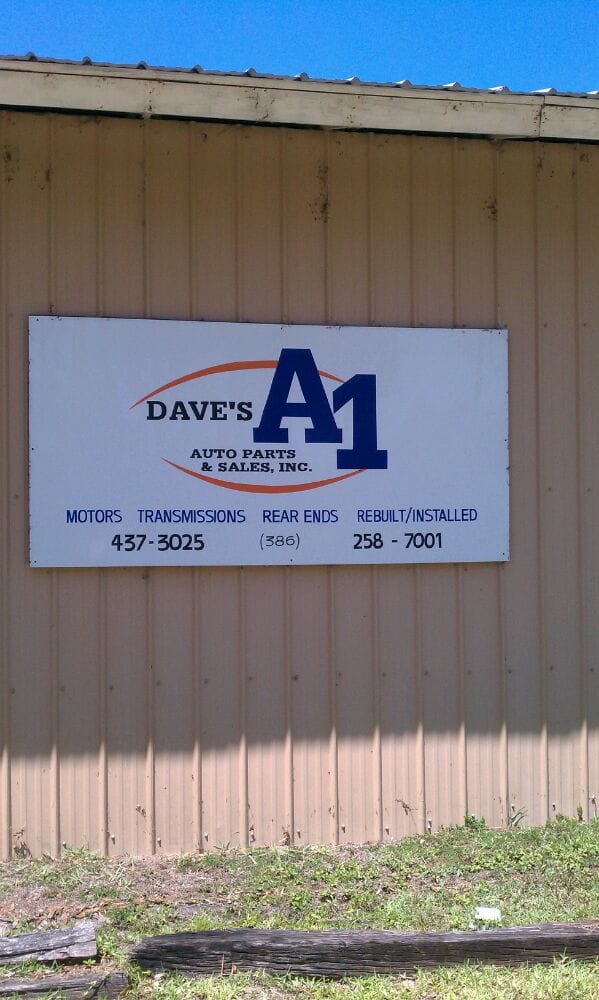 DAVE'S A1
AUTO PARTS
& SALES, INC.
MOTORS TRANSMISSIONS REAR ENDS REBUILT/INSTALLED
437-3025 (386) 258 - 7001